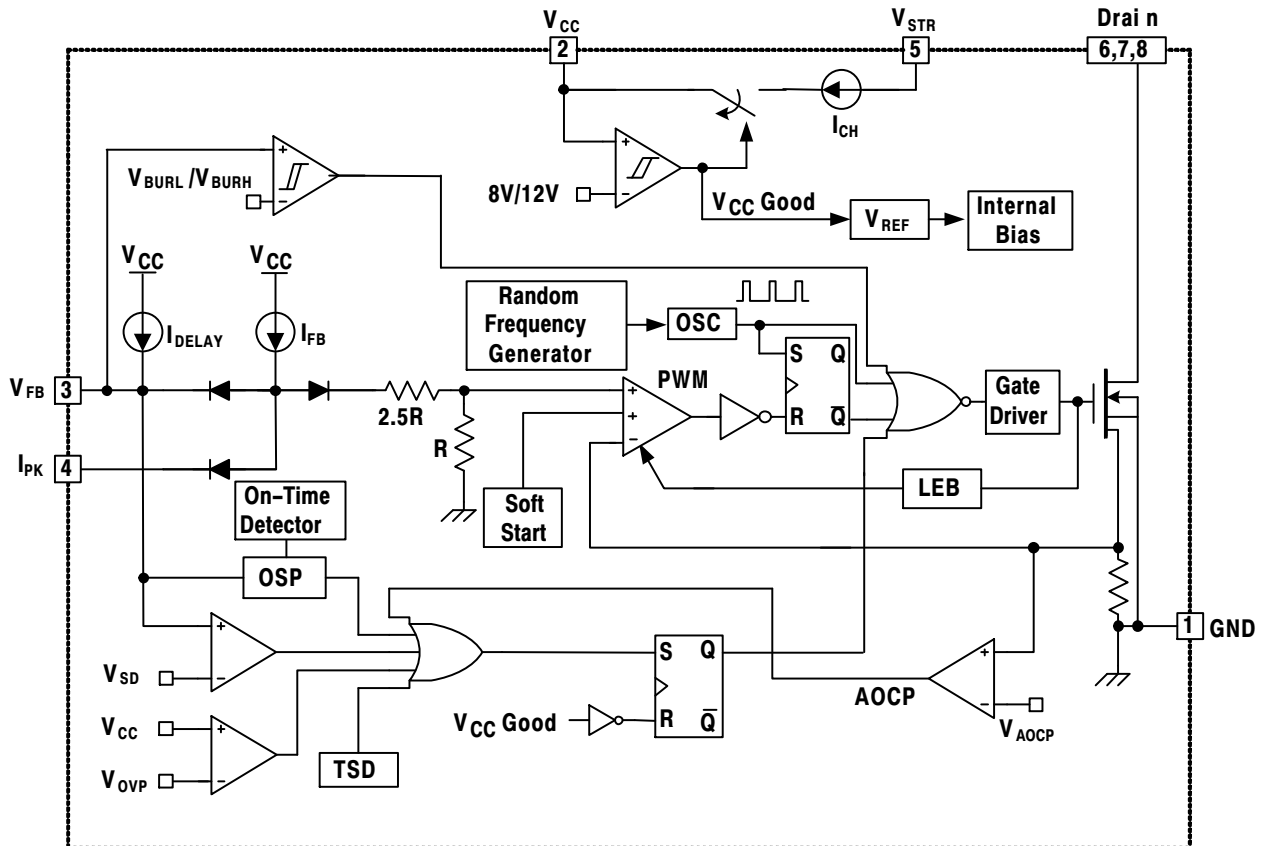 VCC
VSTR
Drai n
2
5
6,7,8
ICH
+
−
VBURL /VBURH
8V/12V
+
−
VCC Good
VREF
Internal
Bias
VCC
VCC
IDELAY
IFB
Random
Frequency
Generator
OSC
S Q
R Q̅
PWM
+
+
−
Gate
Driver
VFB 3
2.5R
R
IPK 4
LEB
On−Time
Detector
Soft
Start
OSP
+
−
VSD
S Q
R Q̅
VCC Good
+
−
AOCP
VAOCP
1 GND
VCC
+
VOVP
−
TSD